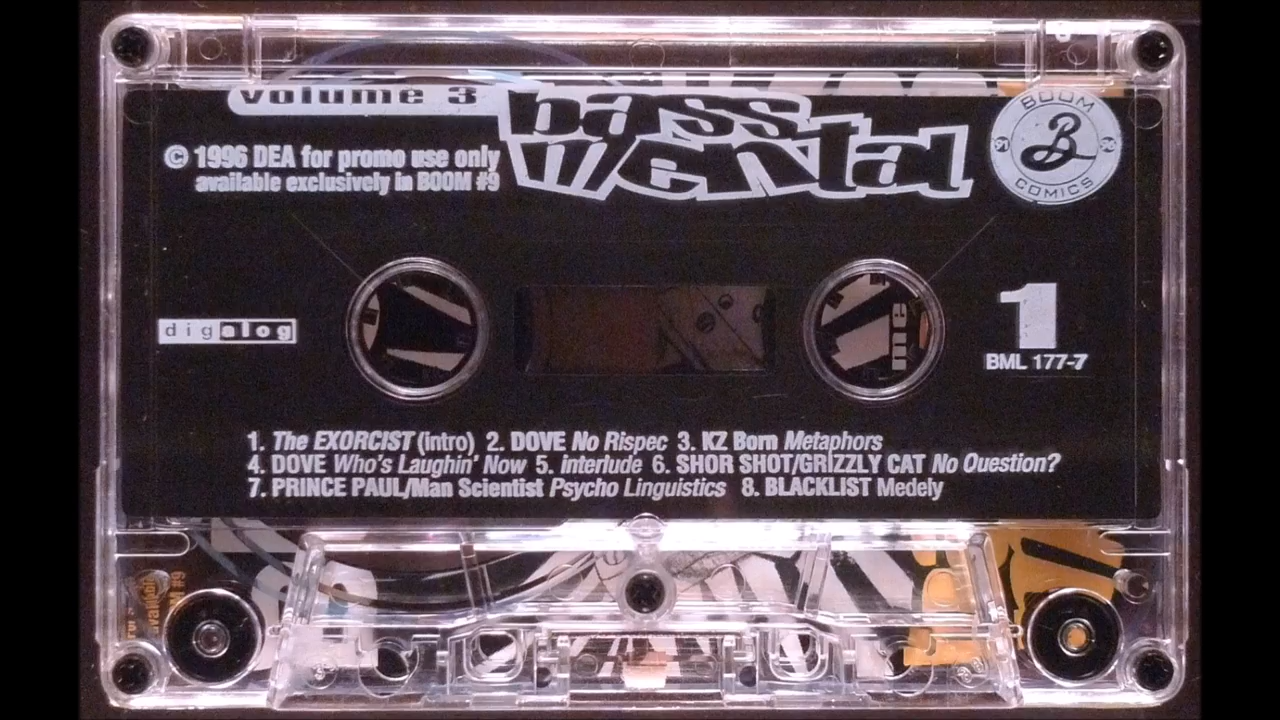 volume 3
bass
mental
© 1996 DEA for promo use only
available exclusively in BOOM #9
BOOM
91
B
COMICS
digalog
me
1
BML 177-7
1. The EXORCIST (intro) 2. DOVE No Rispec 3. KZ Born Metaphors
4. DOVE Who's Laughin' Now 5. interlude 6. SHOR SHOT/GRIZZLY CAT No Question?
7. PRINCE PAUL/Man Scientist Psycho Linguistics 8. BLACKLIST Medely